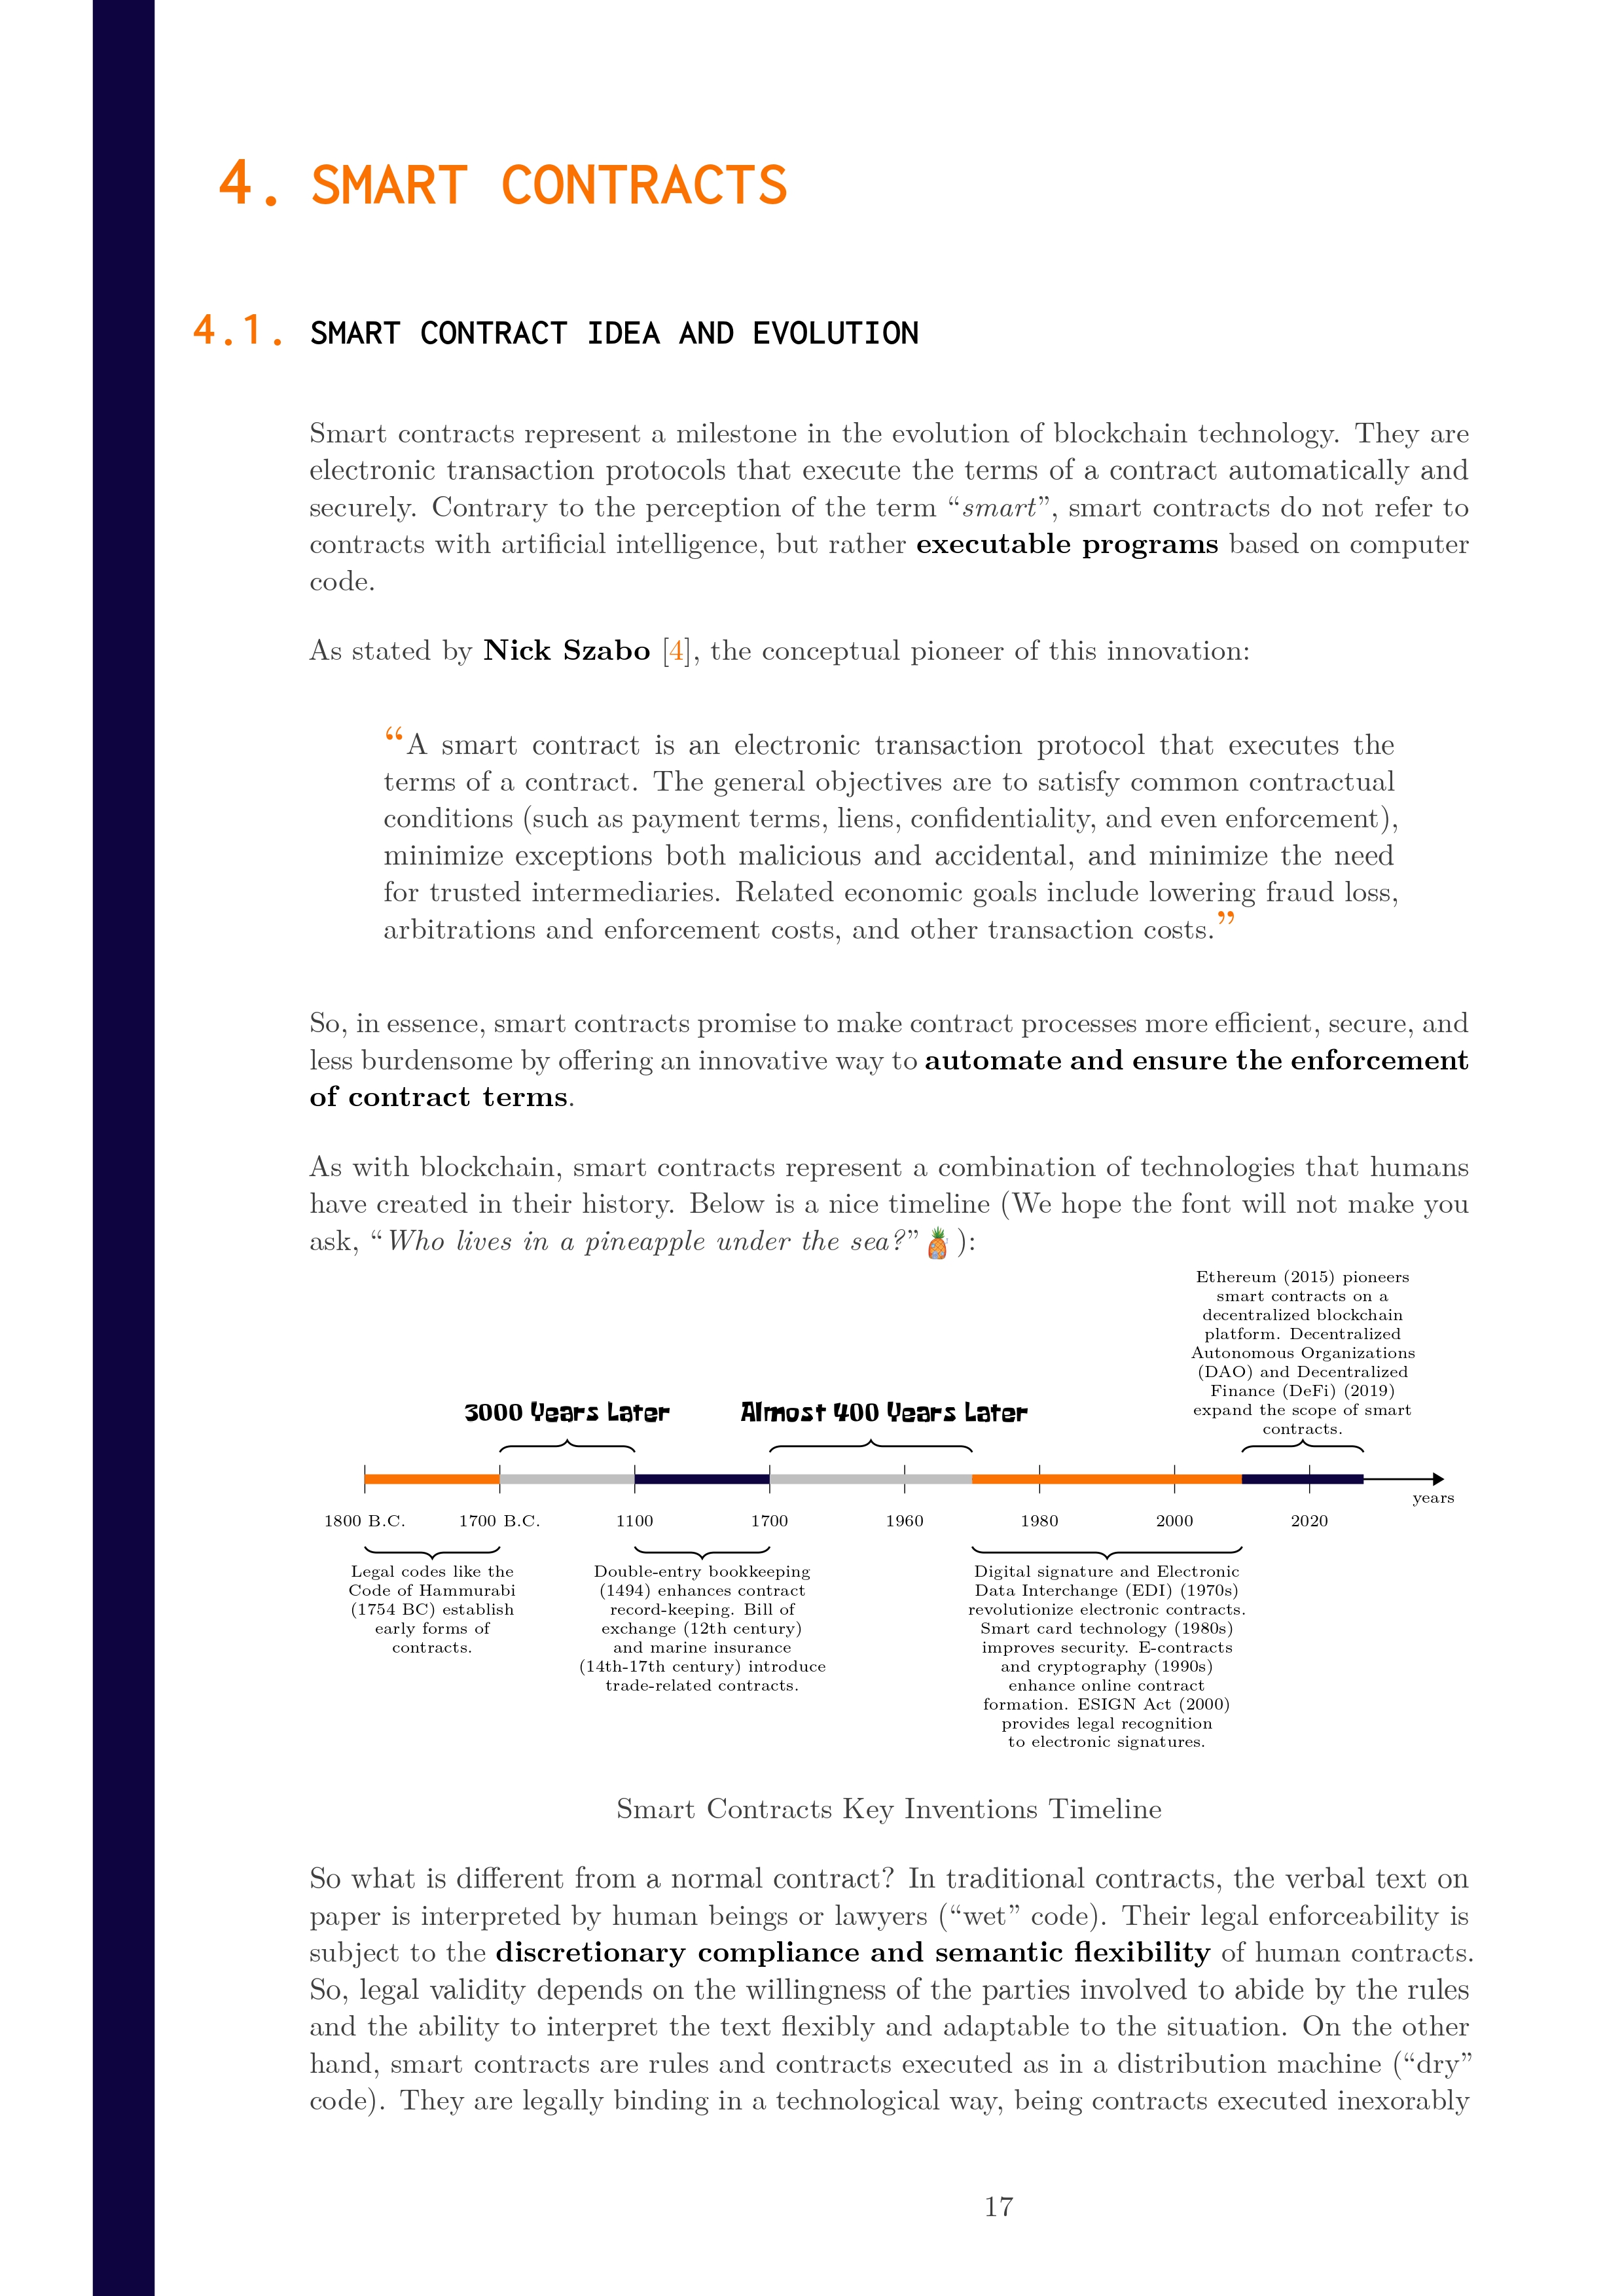 4. SMART CONTRACTS
4.1. SMART CONTRACT IDEA AND EVOLUTION
Smart contracts represent a milestone in the evolution of blockchain technology. They are
electronic transaction protocols that execute the terms of a contract automatically and
securely. Contrary to the perception of the term “smart”, smart contracts do not refer to
contracts with artificial intelligence, but rather executable programs based on computer
code.
As stated by Nick Szabo [4], the conceptual pioneer of this innovation:
“A smart contract is an electronic transaction protocol that executes the
terms of a contract. The general objectives are to satisfy common contractual
conditions (such as payment terms, liens, confidentiality, and even enforcement),
minimize exceptions both malicious and accidental, and minimize the need
for trusted intermediaries. Related economic goals include lowering fraud loss,
arbitrations and enforcement costs, and other transaction costs.”
So, in essence, smart contracts promise to make contract processes more efficient, secure, and
less burdensome by offering an innovative way to automate and ensure the enforcement
of contract terms.
As with blockchain, smart contracts represent a combination of technologies that humans
have created in their history. Below is a nice timeline (We hope the font will not make you
ask, “Who lives in a pineapple under the sea?”🍍):
Ethereum (2015) pioneers
smart contracts on a
decentralized blockchain
platform. Decentralized
Autonomous Organizations
(DAO) and Decentralized
Finance (DeFi) (2019)
expand the scope of smart
contracts.
3000 Years Later
Almost 400 Years Later
years
1800 B.C. 1700 B.C. 1100 1700 1960 1980 2000 2020
Legal codes like the
Code of Hammurabi
(1754 BC) establish
early forms of
contracts.
Double-entry bookkeeping
(1494) enhances contract
record-keeping. Bill of
exchange (12th century)
and marine insurance
(14th-17th century) introduce
trade-related contracts.
Digital signature and Electronic
Data Interchange (EDI) (1970s)
revolutionize electronic contracts.
Smart card technology (1980s)
improves security. E-contracts
and cryptography (1990s)
enhance online contract
formation. ESIGN Act (2000)
provides legal recognition
to electronic signatures.
Smart Contracts Key Inventions Timeline
So what is different from a normal contract? In traditional contracts, the verbal text on
paper is interpreted by human beings or lawyers (“wet” code). Their legal enforceability is
subject to the discretionary compliance and semantic flexibility of human contracts.
So, legal validity depends on the willingness of the parties involved to abide by the rules
and the ability to interpret the text flexibly and adaptable to the situation. On the other
hand, smart contracts are rules and contracts executed as in a distribution machine (“dry”
code). They are legally binding in a technological way, being contracts executed inexorably
17